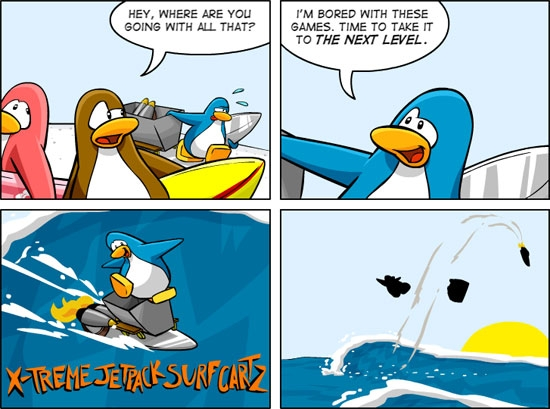 HEY, WHERE ARE YOU
GOING WITH ALL THAT?
I'M BORED WITH THESE
GAMES. TIME TO TAKE IT
TO THE NEXT LEVEL.
X-TREME JETPACK SURF CARTZ